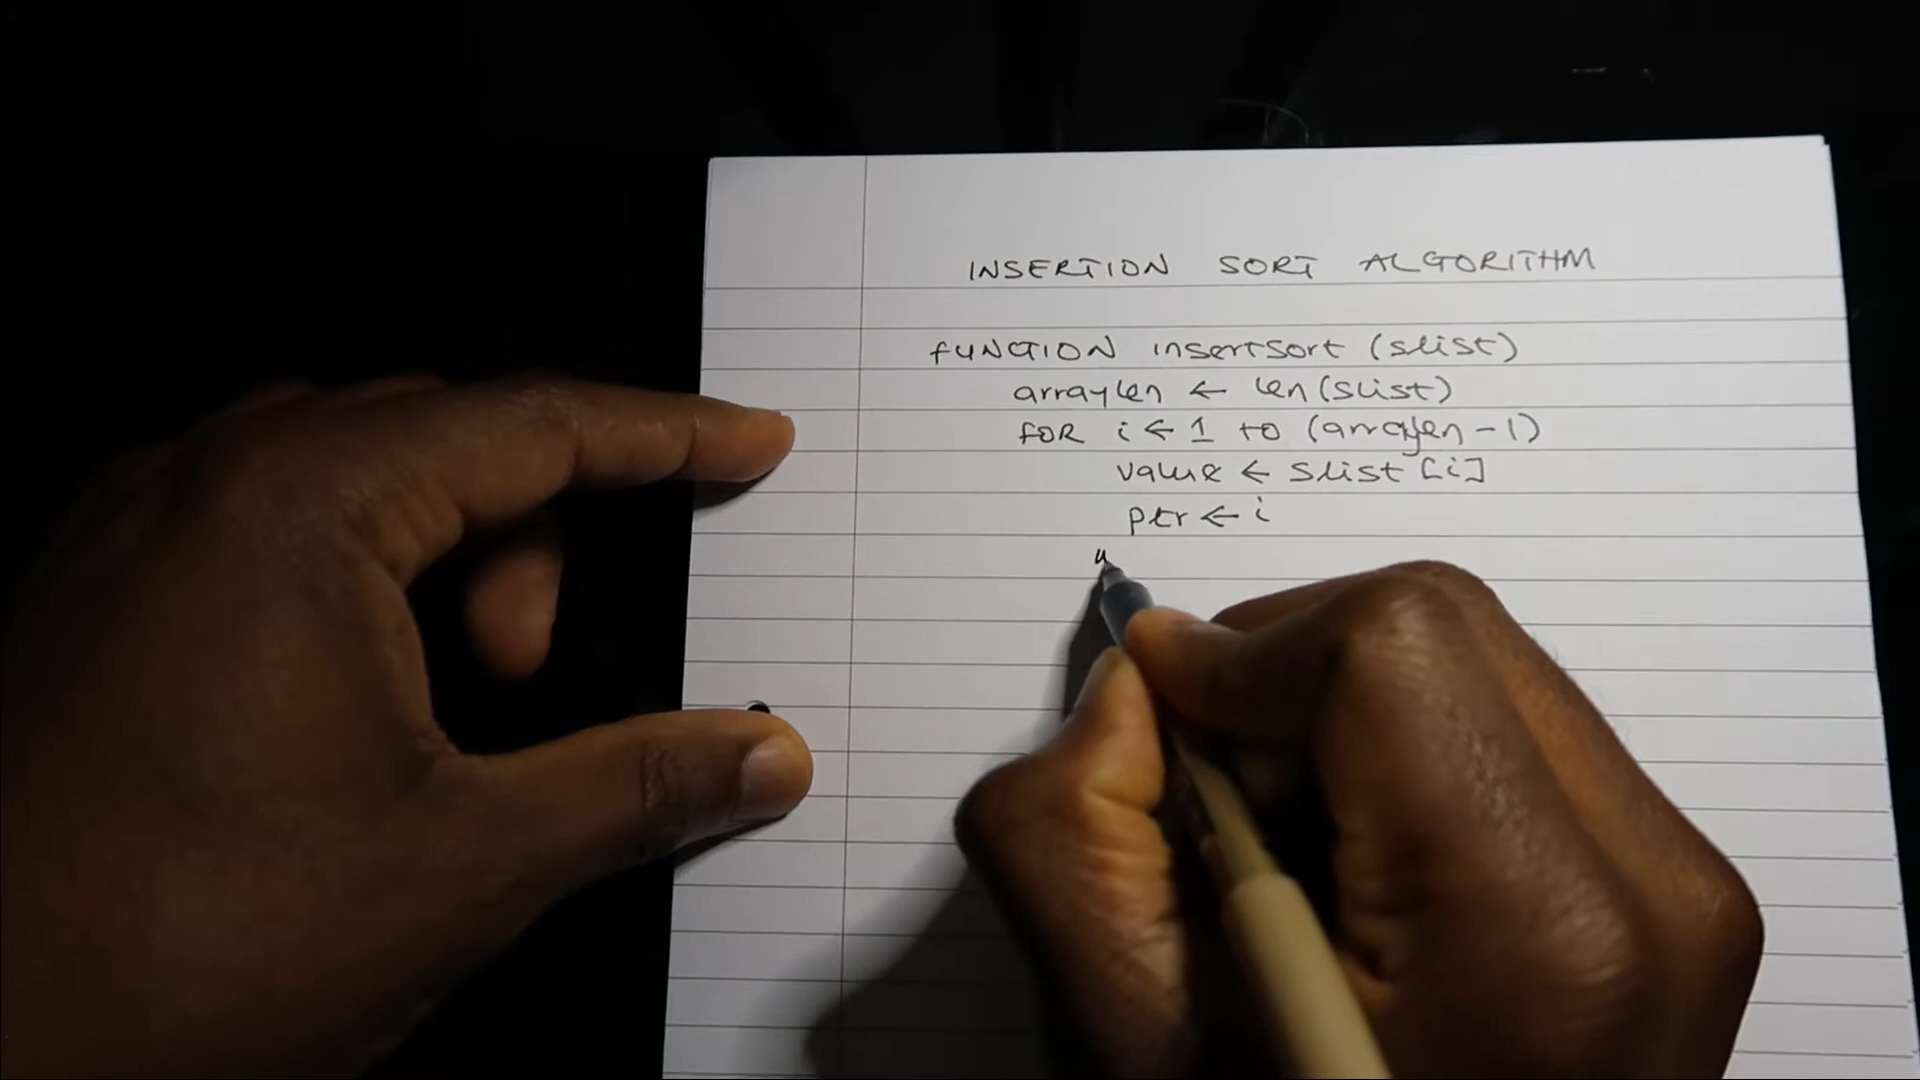 INSERTION SORT ALGORITHM
fUNCTION insertsort (slist)
arraylen ← len(slist)
FOR i ← 1 to (arraylen - 1)
value ← slist [i]
ptr ← i